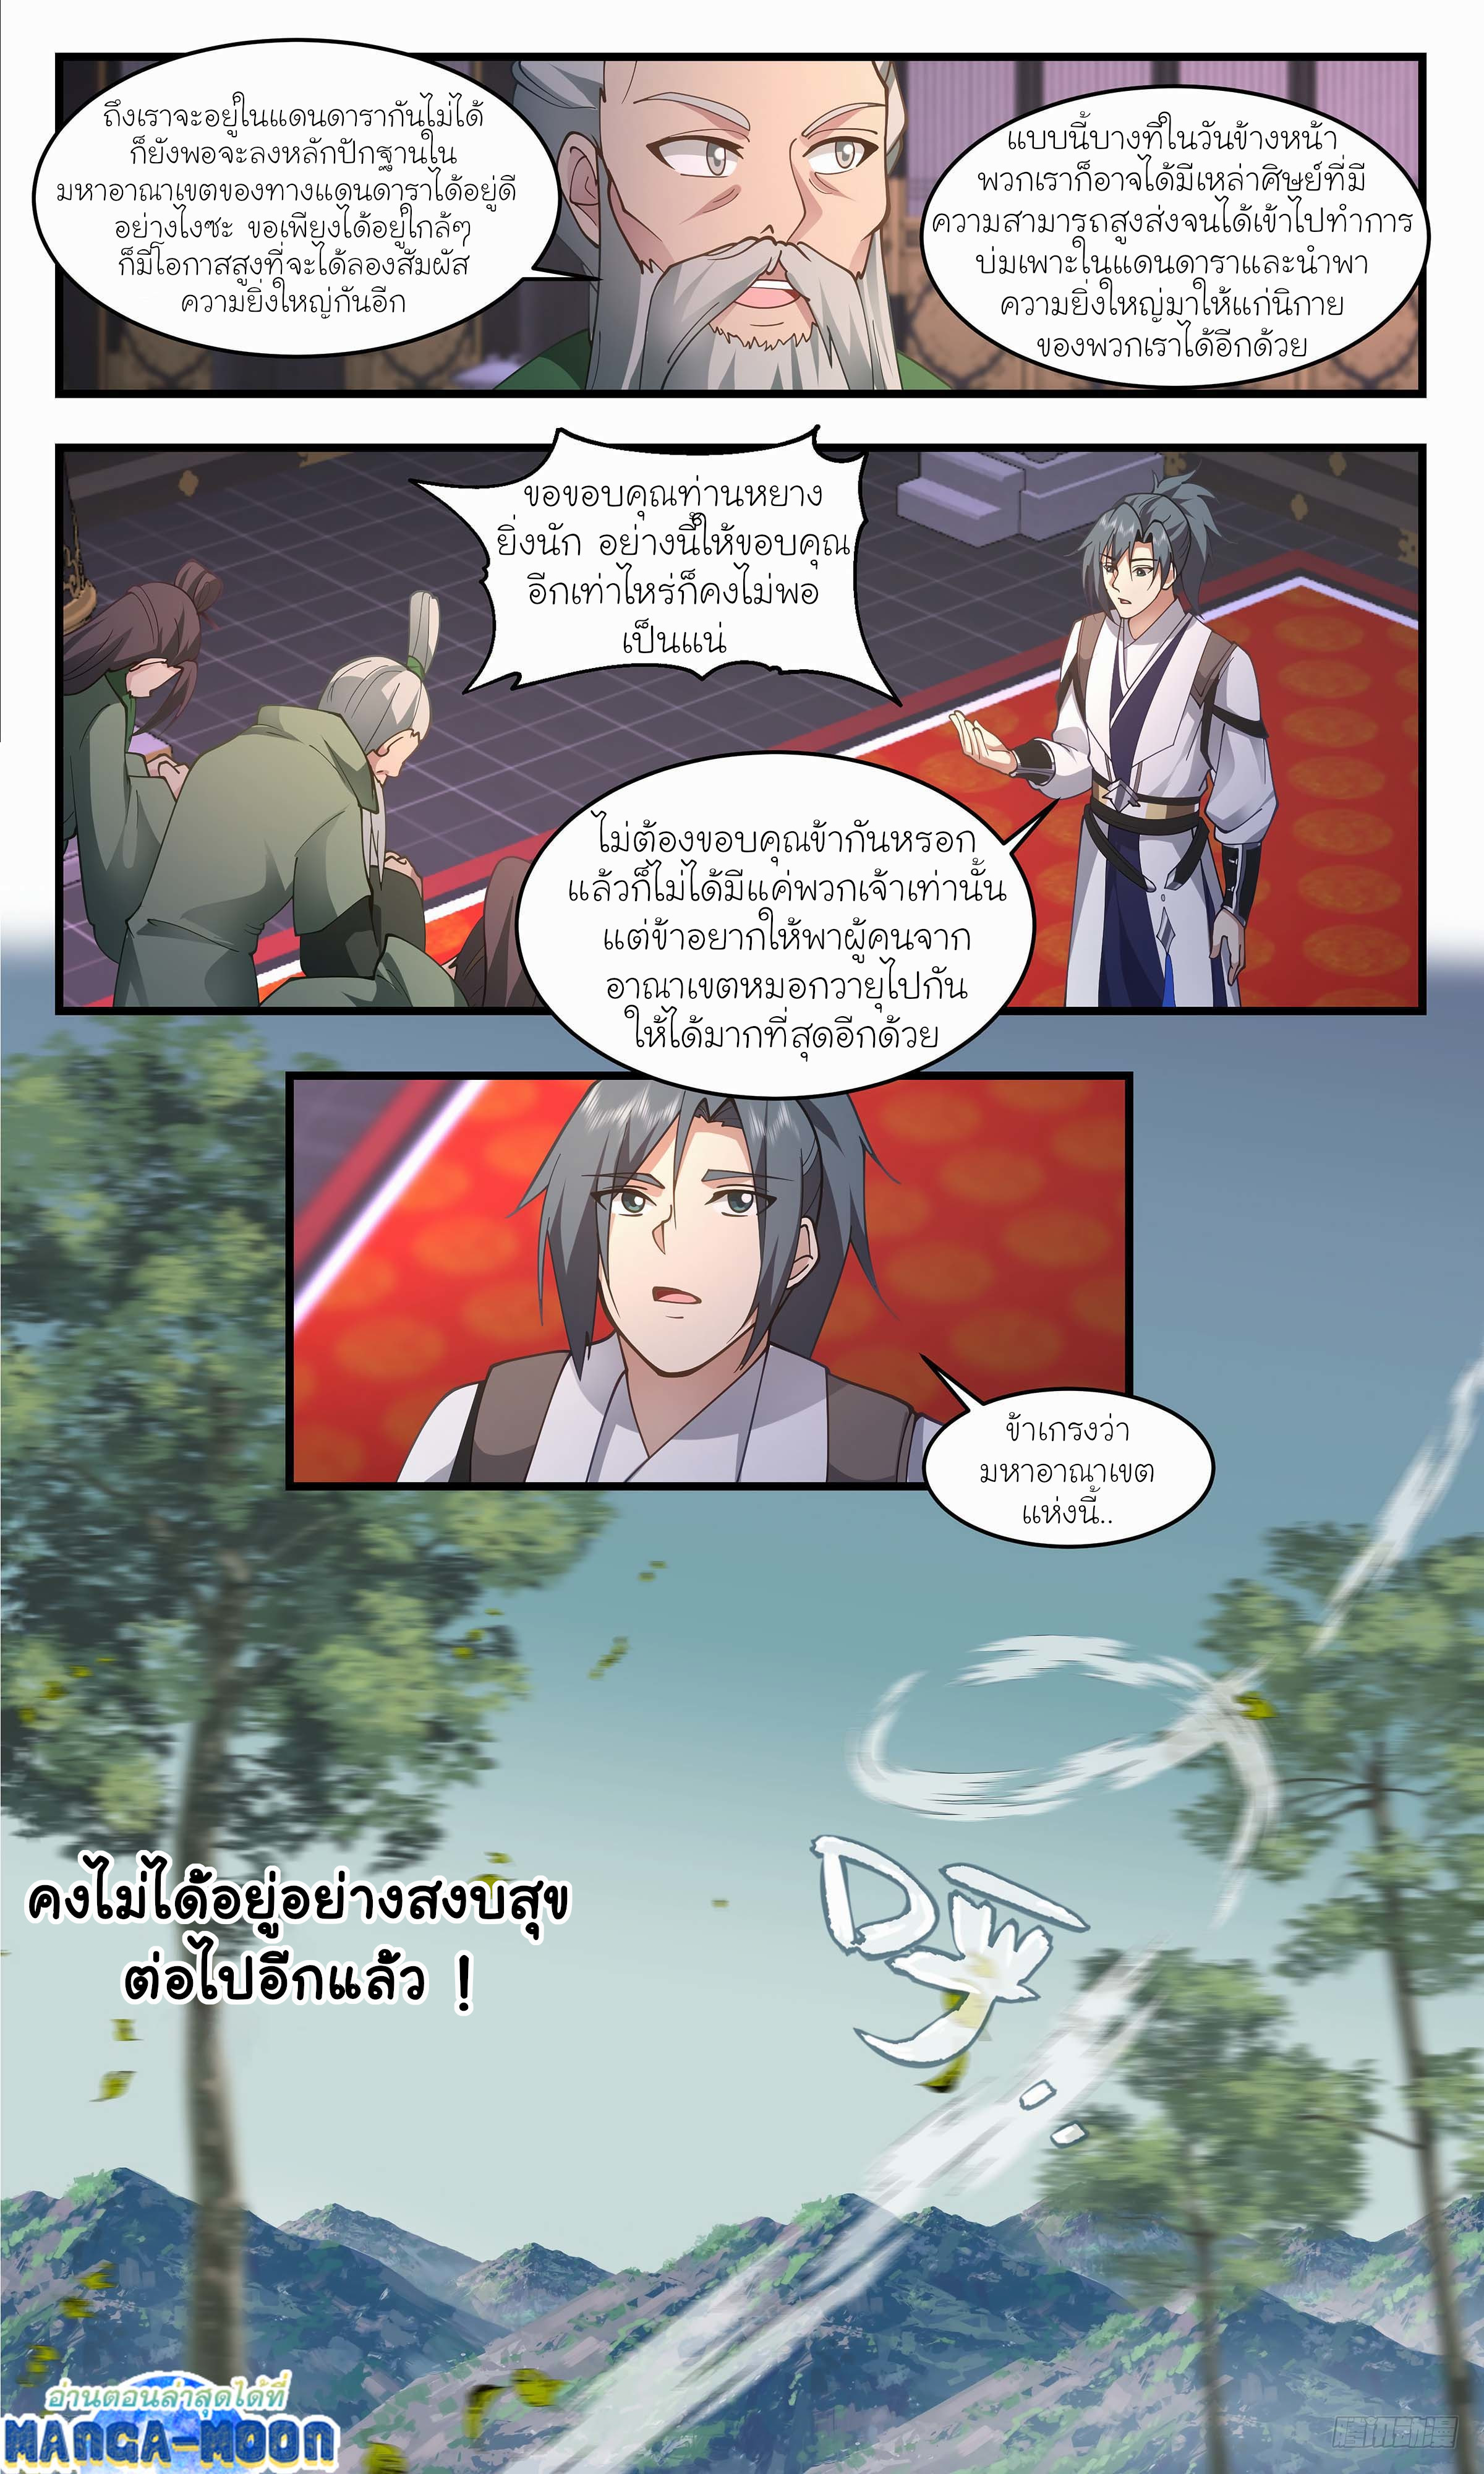 ถึงเราจะอยู่ในแดนดารากันไม่ได้
ก็ยังพอจะลงหลักปักฐานใน
มหาอาณาเขตของทางแดนดาราได้อยู่ดี
อย่างไงซะ ขอเพียงได้อยู่ใกล้ๆ
ก็มีโอกาสสูงที่จะได้ลองสัมผัส
ความยิ่งใหญ่กันอีก
แบบนี้บางทีในวันข้างหน้า
พวกเราก็อาจได้มีเหล่าศิษย์ที่มี
ความสามารถสูงส่งจนได้เข้าไปทำการ
บ่มเพาะในแดนดาราและนำพา
ความยิ่งใหญ่มาให้แก่นิกาย
ของพวกเราได้อีกด้วย
ขอขอบคุณท่านหยาง
ยิ่งนัก อย่างนี้ให้ขอบคุณ
อีกเท่าไหร่ก็คงไม่พอ
เป็นแน่
ไม่ต้องขอบคุณข้ากันหรอก
แล้วก็ไม่ได้มีแค่พวกเจ้าเท่านั้น
แต่ข้าอยากให้พาผู้คนจาก
อาณาเขตหมอกวายุไปกัน
ให้ได้มากที่สุดอีกด้วย
ข้าเกรงว่า
มหาอาณาเขต
แห่งนี้..
คงไม่ได้อยู่อย่างสงบสุข
ต่อไปอีกแล้ว !
อ่านตอนล่าสุดได้ที่
MANGA-MOON
腾讯动漫